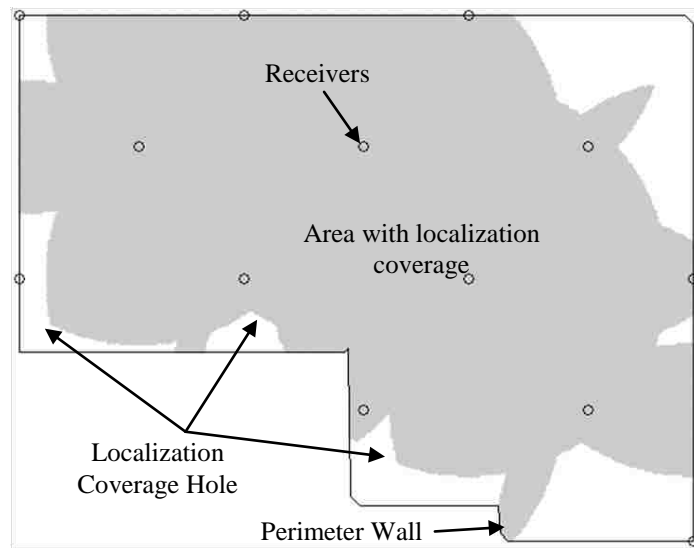 Receivers
Area with localization
coverage
Localization
Coverage Hole
Perimeter Wall